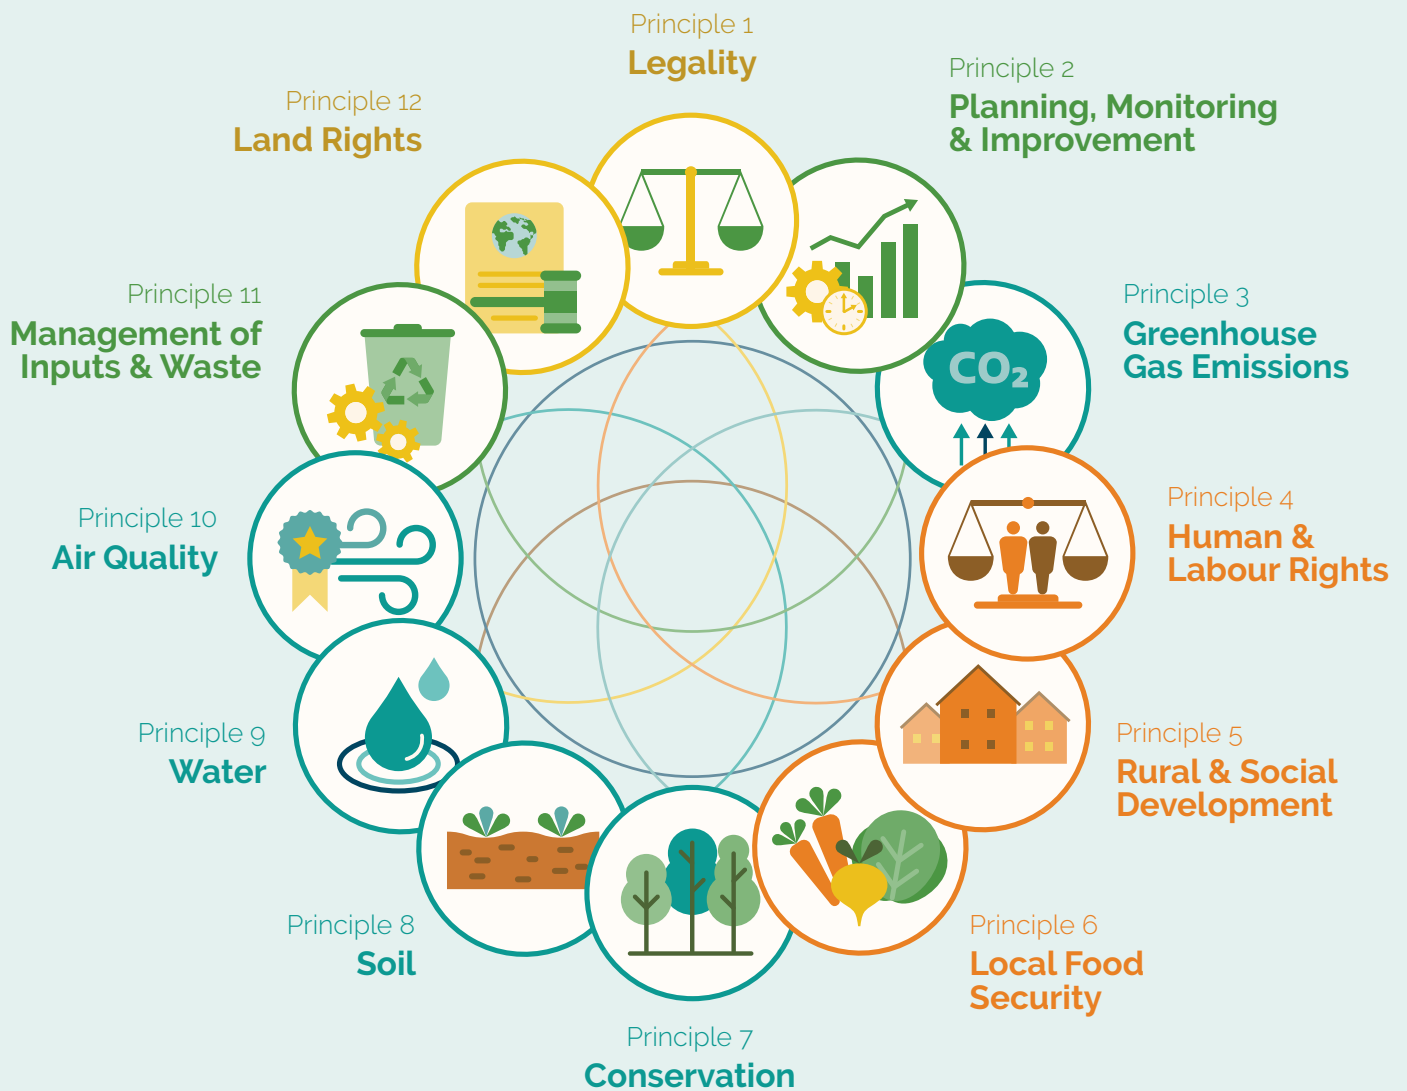 Principle 1
Legality
Principle 2
Planning, Monitoring
& Improvement
Principle 3
Greenhouse
Gas Emissions
CO₂
Principle 4
Human &
Labour Rights
Principle 5
Rural & Social
Development
Principle 6
Local Food
Security
Principle 7
Conservation
Principle 8
Soil
Principle 9
Water
Principle 10
Air Quality
Principle 11
Management of
Inputs & Waste
Principle 12
Land Rights